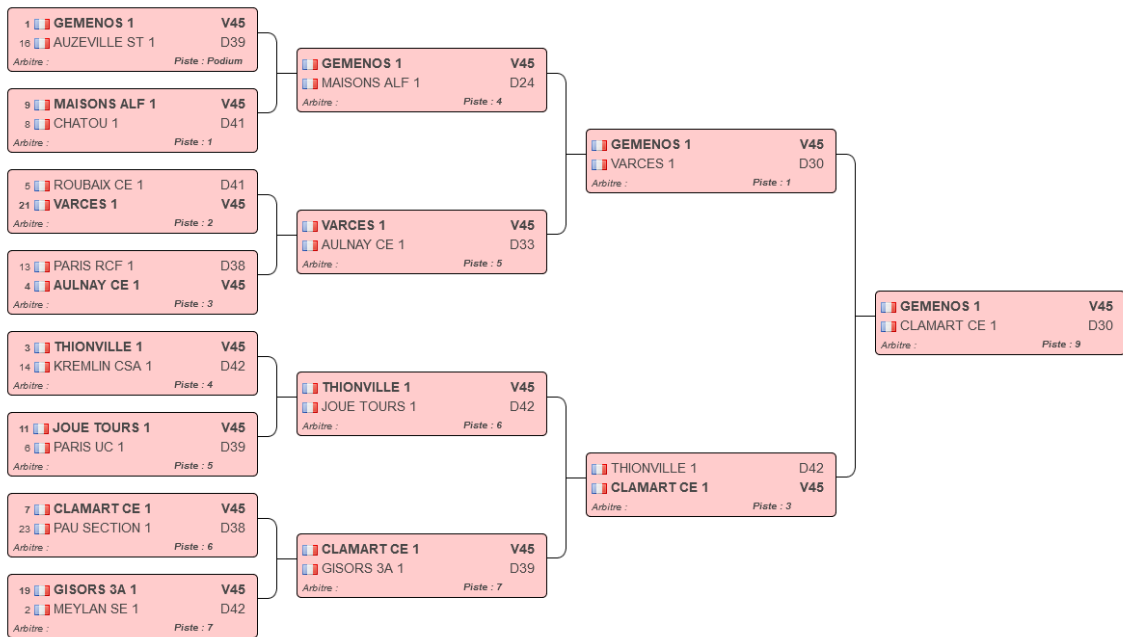 1 GEMENOS 1 V45
16 AUZEVILLE ST 1 D39
Arbitre : Piste : Podium
9 MAISONS ALF 1 V45
8 CHATOU 1 D41
Arbitre : Piste : 1
5 ROUBAIX CE 1 D41
21 VARCES 1 V45
Arbitre : Piste : 2
13 PARIS RCF 1 D38
4 AULNAY CE 1 V45
Arbitre : Piste : 3
3 THIONVILLE 1 V45
14 KREMLIN CSA 1 D42
Arbitre : Piste : 4
11 JOUE TOURS 1 V45
6 PARIS UC 1 D39
Arbitre : Piste : 5
7 CLAMART CE 1 V45
23 PAU SECTION 1 D38
Arbitre : Piste : 6
19 GISORS 3A 1 V45
2 MEYLAN SE 1 D42
Arbitre : Piste : 7
GEMENOS 1 V45
MAISONS ALF 1 D24
Arbitre : Piste : 4
VARCES 1 V45
AULNAY CE 1 D33
Arbitre : Piste : 5
THIONVILLE 1 V45
JOUE TOURS 1 D42
Arbitre : Piste : 6
CLAMART CE 1 V45
GISORS 3A 1 D39
Arbitre : Piste : 7
GEMENOS 1 V45
VARCES 1 D30
Arbitre : Piste : 1
THIONVILLE 1 D42
CLAMART CE 1 V45
Arbitre : Piste : 3
GEMENOS 1 V45
CLAMART CE 1 D30
Arbitre : Piste : 9